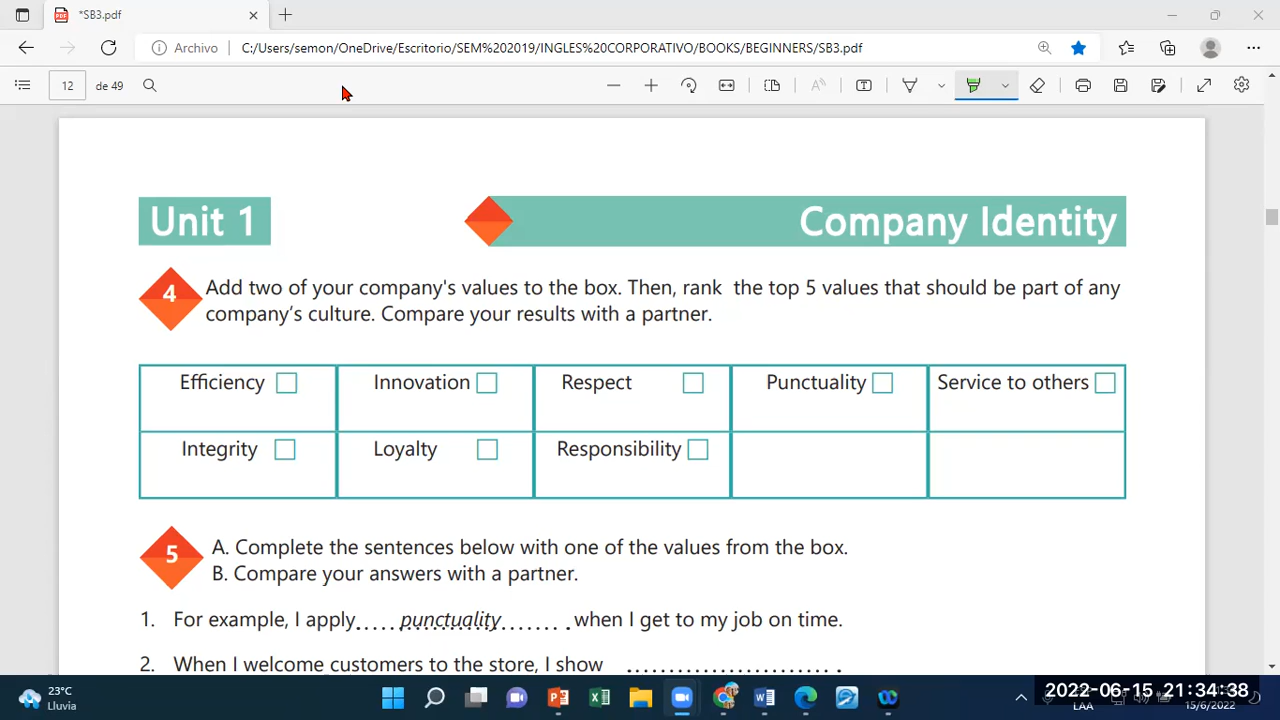 *SB3.pdf
Archivo C:/Users/semon/OneDrive/Escritorio/SEM%202019/INGLES%20CORPORATIVO/BOOKS/BEGINNERS/SB3.pdf
12 de 49
Unit 1
Company Identity
4
Add two of your company's values to the box. Then, rank the top 5 values that should be part of any
company's culture. Compare your results with a partner.
Efficiency Innovation Respect Punctuality Service to others
Integrity Loyalty Responsibility
5
A. Complete the sentences below with one of the values from the box.
B. Compare your answers with a partner.
1. For example, I apply.....punctuality....... .when I get to my job on time.
2. When I welcome customers to the store, I show ....................... .
23°C
Lluvia
2022-06-15 21:34:38
LAA 15/6/2022